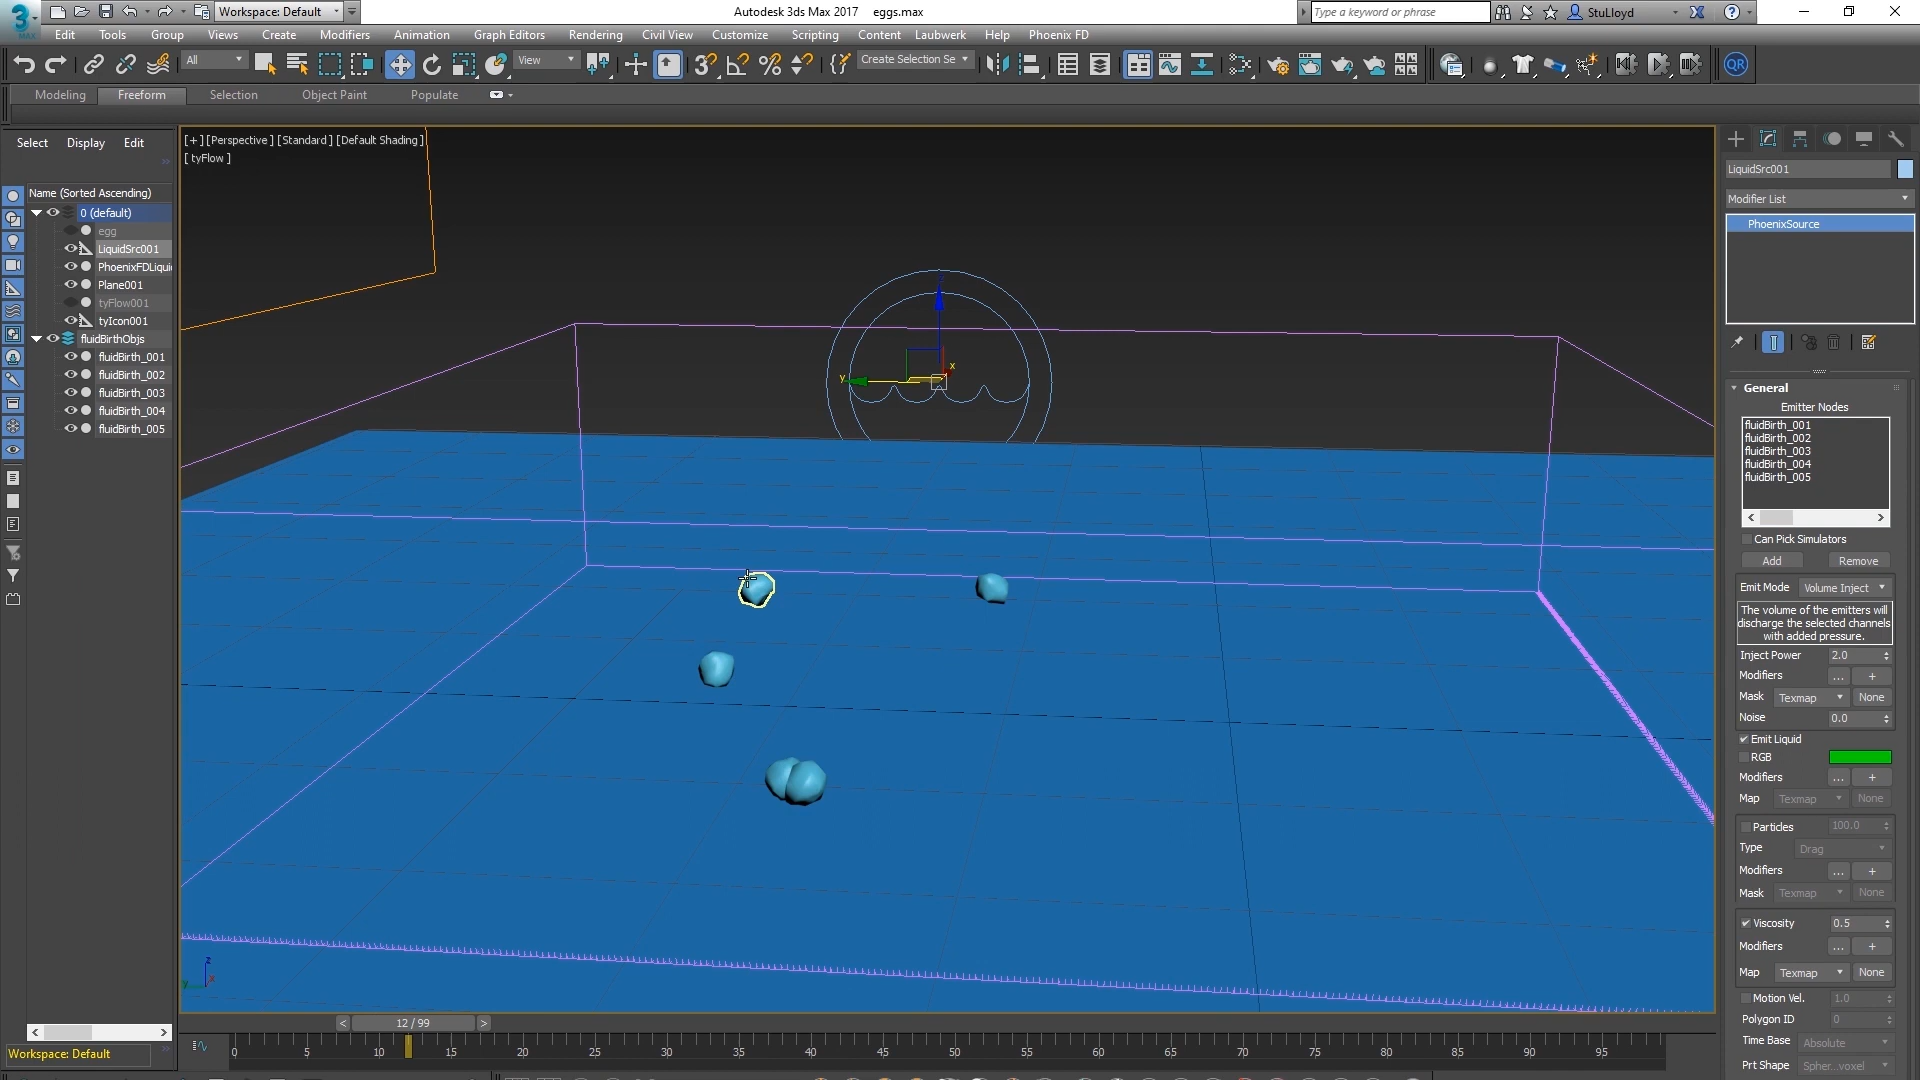 Workspace: Default
Autodesk 3ds Max 2017 eggs.max
Type a keyword or phrase
StuLloyd
MAX
Edit Tools Group Views Create Modifiers Animation Graph Editors Rendering Civil View Customize Scripting Content Laubwerk Help Phoenix FD
All
View
Create Selection Se
QR
Modeling Freeform Selection Object Paint Populate
[+] [Perspective] [Standard] [Default Shading]
[ tyFlow ]
Select Display Edit
Name (Sorted Ascending)
0 (default)
egg
LiquidSrc001
PhoenixFDLiqui
Plane001
tyFlow001
tyIcon001
fluidBirthObjs
fluidBirth_001
fluidBirth_002
fluidBirth_003
fluidBirth_004
fluidBirth_005
x
y
z
x
y
LiquidSrc001
Modifier List
PhoenixSource
General
Emitter Nodes
fluidBirth_001
fluidBirth_002
fluidBirth_003
fluidBirth_004
fluidBirth_005
Can Pick Simulators
Add Remove
Emit Mode Volume Inject
The volume of the emitters will
discharge the selected channels
with added pressure.
Inject Power 2.0
Modifiers ... +
Mask Texmap None
Noise 0.0
Emit Liquid
RGB
Modifiers ... +
Map Texmap None
Particles 100.0
Type Drag
Modifiers ... +
Mask Texmap None
Viscosity 0.5
Modifiers ... +
Map Texmap None
Motion Vel. 1.0
Polygon ID 0
Time Base Absolute
Prt Shape Spher...voxel
< 12 / 99 >
0 5 10 15 20 25 30 35 40 45 50 55 60 65 70 75 80 85 90 95
Workspace: Default